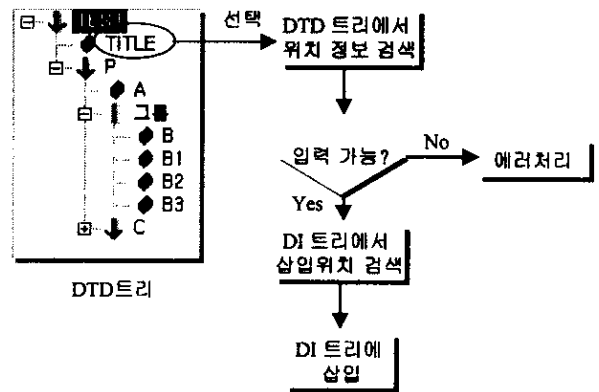 TITLE
P
A
그룹
B
B1
B2
B3
C
DTD트리
선택
DTD 트리에서
위치 정보 검색
입력 가능?
No
에러처리
Yes
DI 트리에서
삽입위치 검색
DI 트리에
삽입